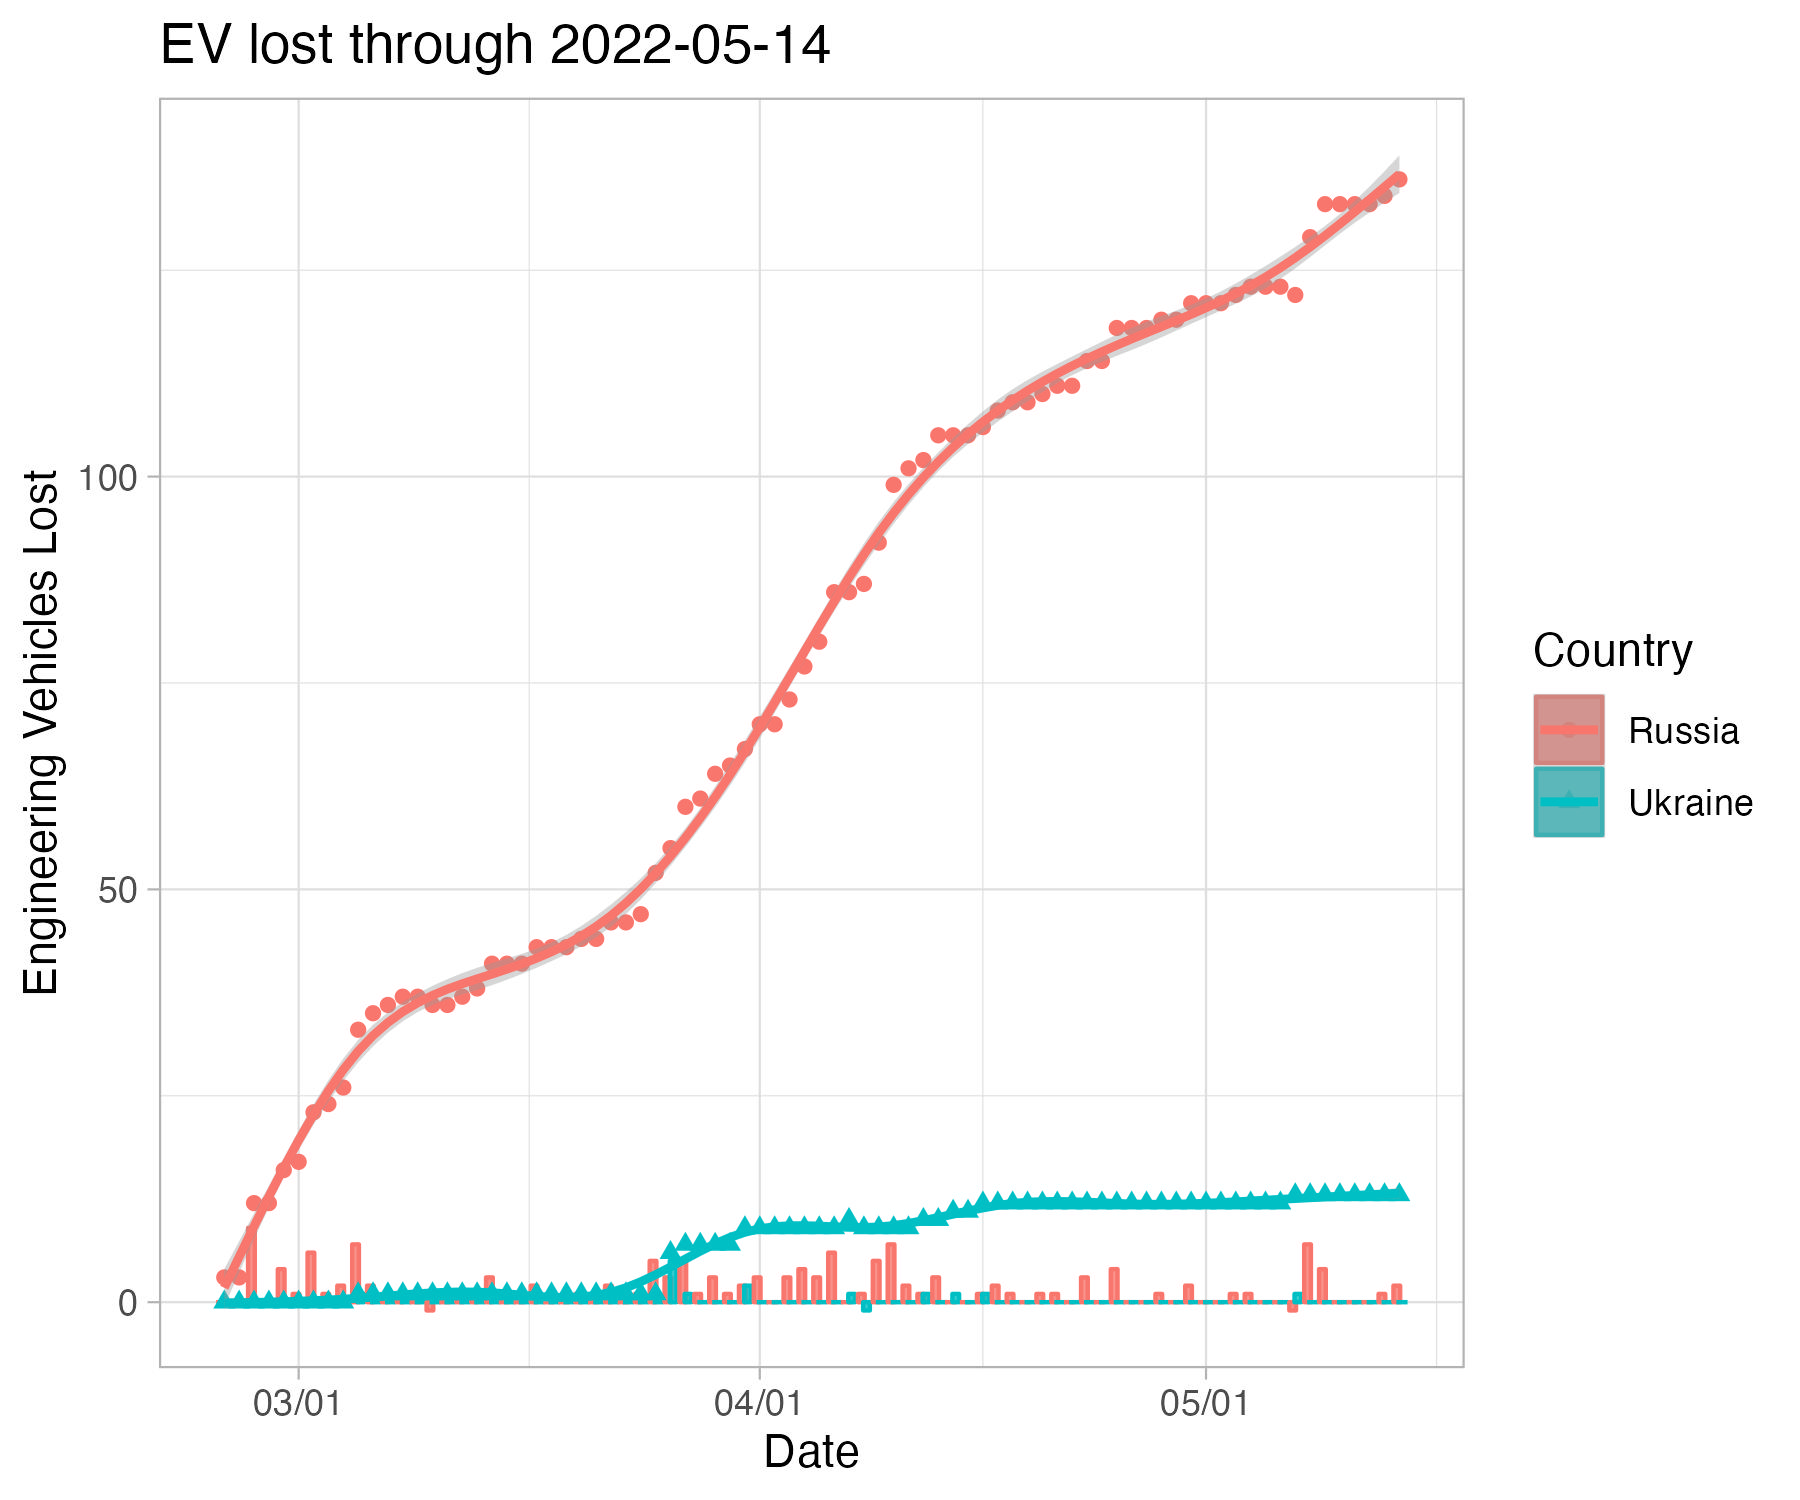 EV lost through 2022-05-14
Engineering Vehicles Lost
100
50
0
03/01
04/01
05/01
Date
Country
Russia
Ukraine